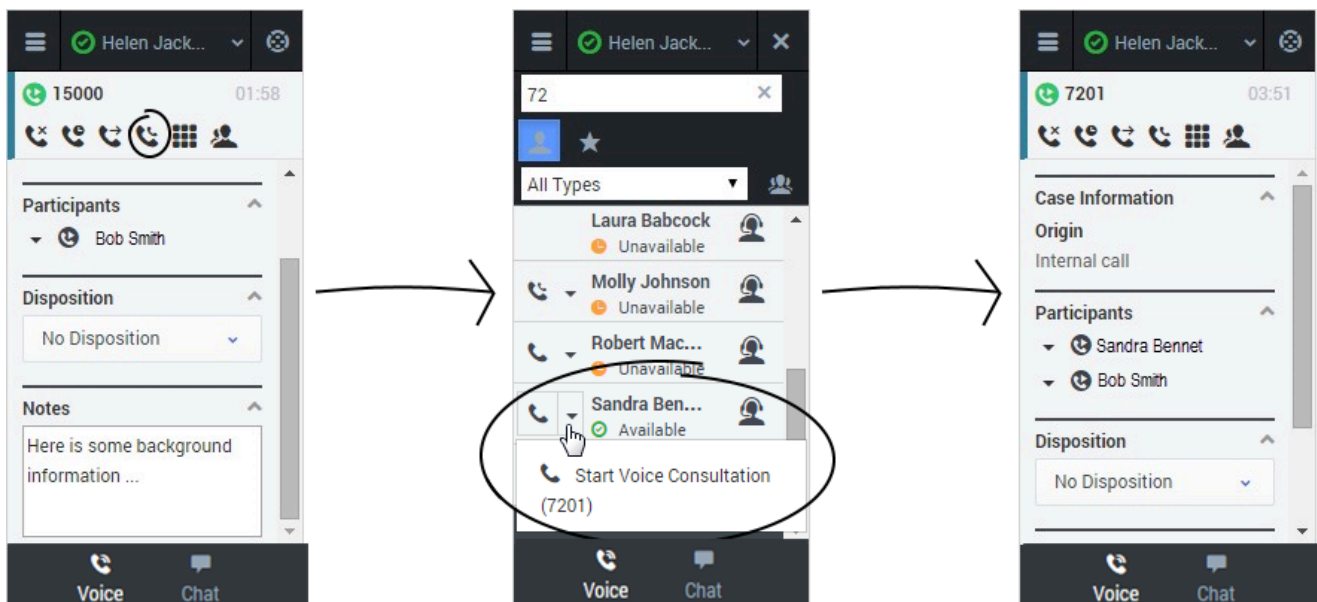 Helen Jack...
15000 01:58
Participants
Bob Smith
Disposition
No Disposition
Notes
Here is some background
information ...
Voice Chat
Helen Jack...
72
All Types
Laura Babcock
Unavailable
Molly Johnson
Unavailable
Robert Mac...
Unavailable
Sandra Ben...
Available
Start Voice Consultation
(7201)
Voice Chat
Helen Jack...
7201 03:51
Case Information
Origin
Internal call
Participants
Sandra Bennet
Bob Smith
Disposition
No Disposition
Voice Chat